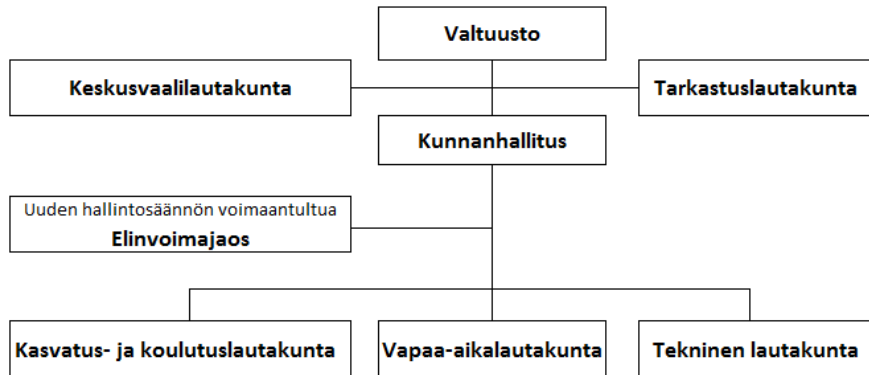 Valtuusto
Keskusvaalilautakunta
Tarkastuslautakunta
Kunnanhallitus
Uuden hallintosäännön voimaantultua
Elinvoimajaos
Kasvatus- ja koulutuslautakunta
Vapaa-aikalautakunta
Tekninen lautakunta